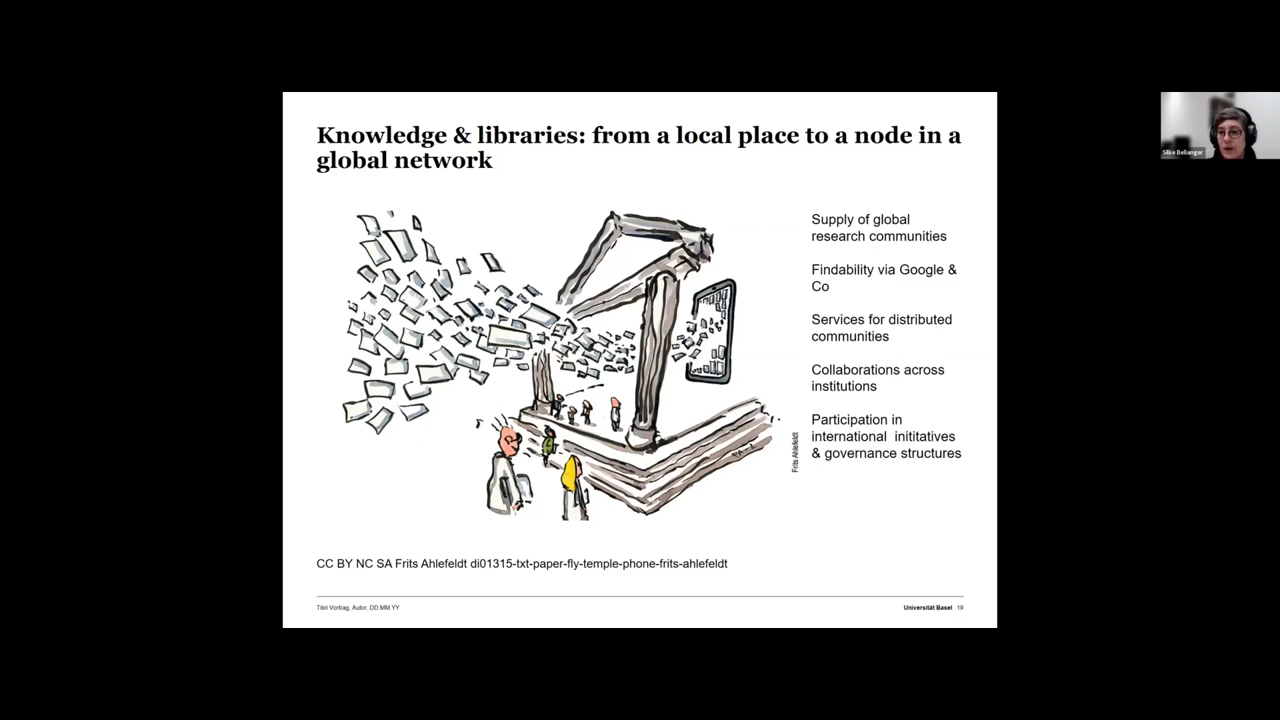 Knowledge & libraries: from a local place to a node in a
global network
Supply of global
research communities
Findability via Google &
Co
Services for distributed
communities
Collaborations across
institutions
Participation in
international inititatives
& governance structures
Frits Ahlefeldt
CC BY NC SA Frits Ahlefeldt di01315-txt-paper-fly-temple-phone-frits-ahlefeldt
Titel Vortrag, Autor, DD.MM.YY
Universität Basel 19
Silke Bellanger